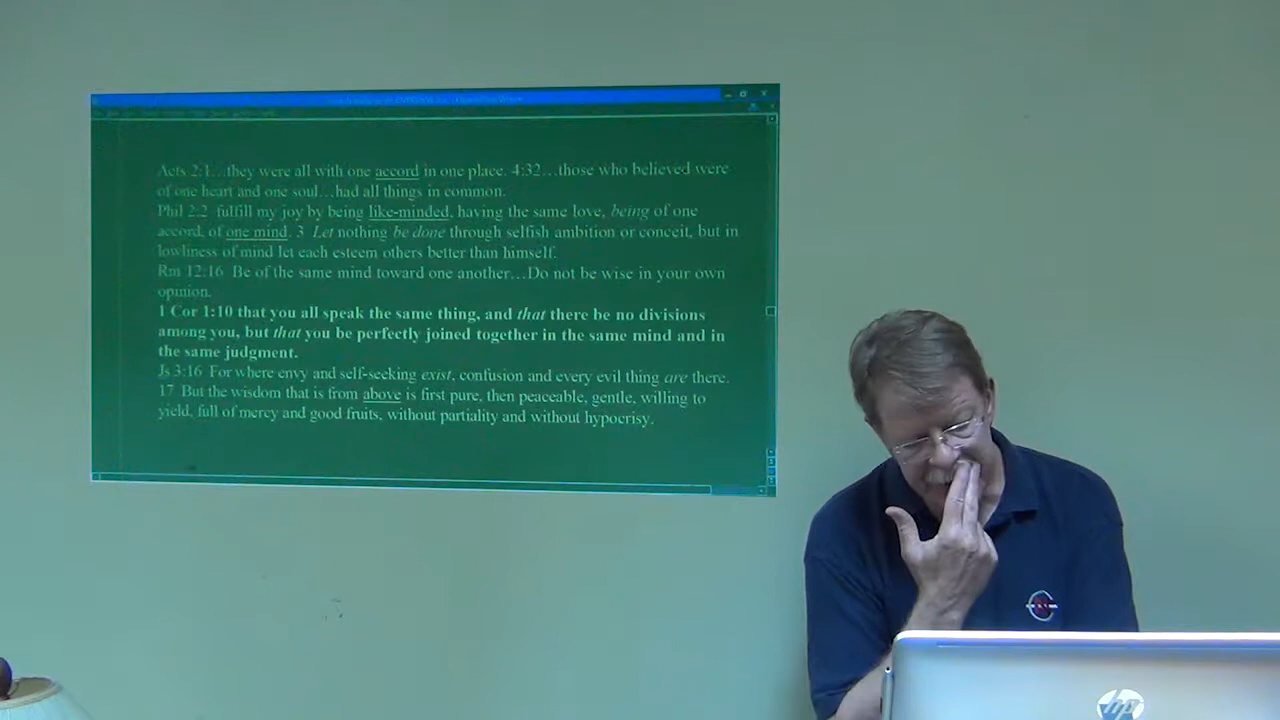 Acts 2:1…they were all with one accord in one place. 4:32…those who believed were
of one heart and one soul…had all things in common.
Phil 2:2 fulfill my joy by being like-minded, having the same love, being of one
accord, of one mind. 3 Let nothing be done through selfish ambition or conceit, but in
lowliness of mind let each esteem others better than himself.
Rm 12:16 Be of the same mind toward one another…Do not be wise in your own
opinion.
1 Cor 1:10 that you all speak the same thing, and that there be no divisions
among you, but that you be perfectly joined together in the same mind and in
the same judgment.
Js 3:16 For where envy and self-seeking exist, confusion and every evil thing are there.
17 But the wisdom that is from above is first pure, then peaceable, gentle, willing to
yield, full of mercy and good fruits, without partiality and without hypocrisy.
hp